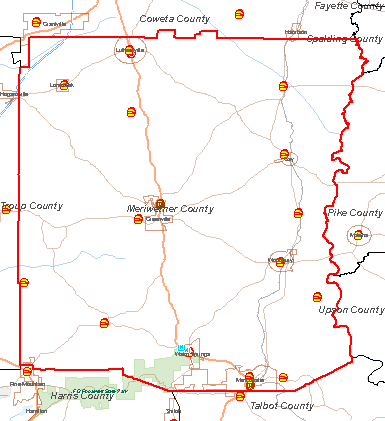 Fayette County
Coweta County
Grantville
Haralson
Spalding County
Luthersville
Lone Oak
Hogansville
Gay
Troup County
Meriwether County
Pike County
Greenville
Molena
Woodbury
Upson County
Warm Springs
Pine Mountain
Manchester
F D Roosevelt State Park
Harris County
Talbot County
Hamilton
Shiloh